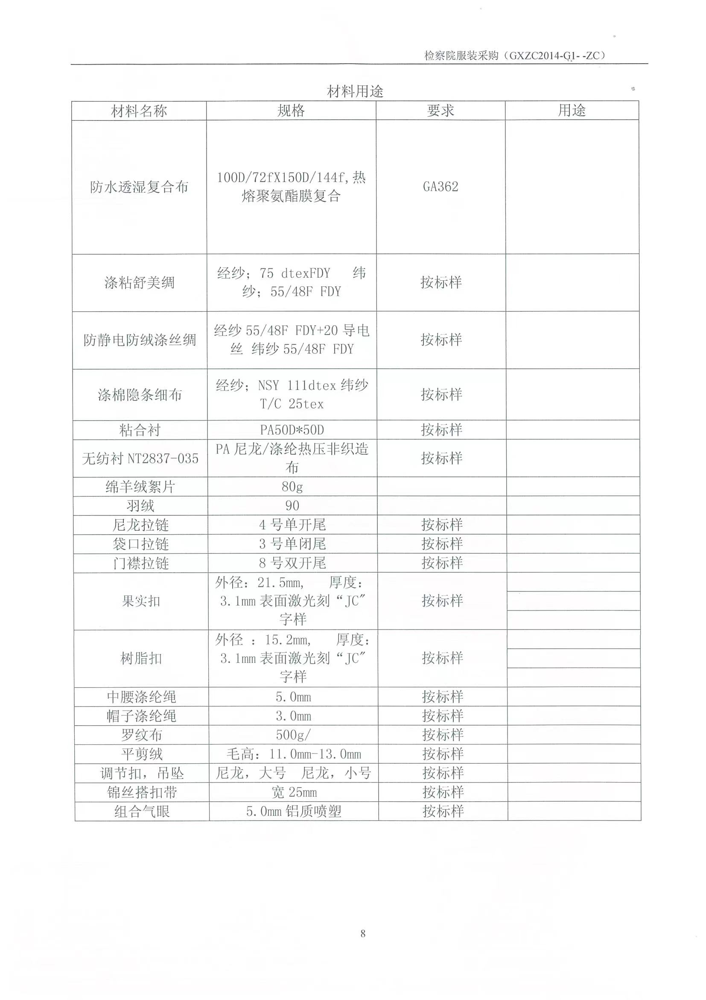 检察院服装采购（GXZC2014-G1- -ZC）
材料用途
材料名称 规格 要求 用途
防水透湿复合布 100D/72fX150D/144f,热 GA362
熔聚氨酯膜复合
涤粘舒美绸 经纱；75 dtexFDY 纬 按标样
纱；55/48F FDY
防静电防绒涤丝绸 经纱 55/48F FDY+20 导电 按标样
丝 纬纱 55/48F FDY
涤棉隐条细布 经纱；NSY 111dtex 纬纱 按标样
T/C 25tex
粘合衬 PA50D*50D 按标样
无纺衬 NT2837-035 PA 尼龙/涤纶热压非织造 按标样
布
绵羊绒絮片 80g
羽绒 90
尼龙拉链 4 号单开尾 按标样
袋口拉链 3 号单闭尾 按标样
门襟拉链 8 号双开尾 按标样
果实扣 外径：21.5mm, 厚度： 按标样
3.1mm 表面激光刻“JC”
字样
树脂扣 外径 ：15.2mm, 厚度： 按标样
3.1mm 表面激光刻“JC”
字样
中腰涤纶绳 5.0mm 按标样
帽子涤纶绳 3.0mm 按标样
罗纹布 500g/ 按标样
平剪绒 毛高：11.0mm-13.0mm 按标样
调节扣，吊坠 尼龙，大号 尼龙，小号 按标样
锦丝搭扣带 宽 25mm 按标样
组合气眼 5.0mm 铝质喷塑 按标样
8